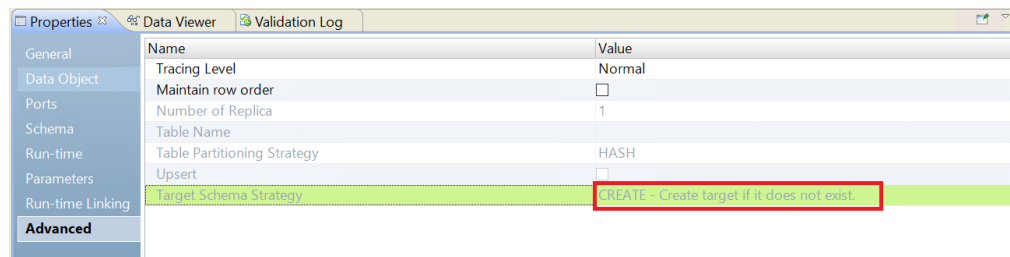 Properties Data Viewer Validation Log
General
Data Object
Ports
Schema
Run-time
Parameters
Run-time Linking
Advanced
Name Value
Tracing Level Normal
Maintain row order
Number of Replica 1
Table Name
Table Partitioning Strategy HASH
Upsert
Target Schema Strategy CREATE - Create target if it does not exist.